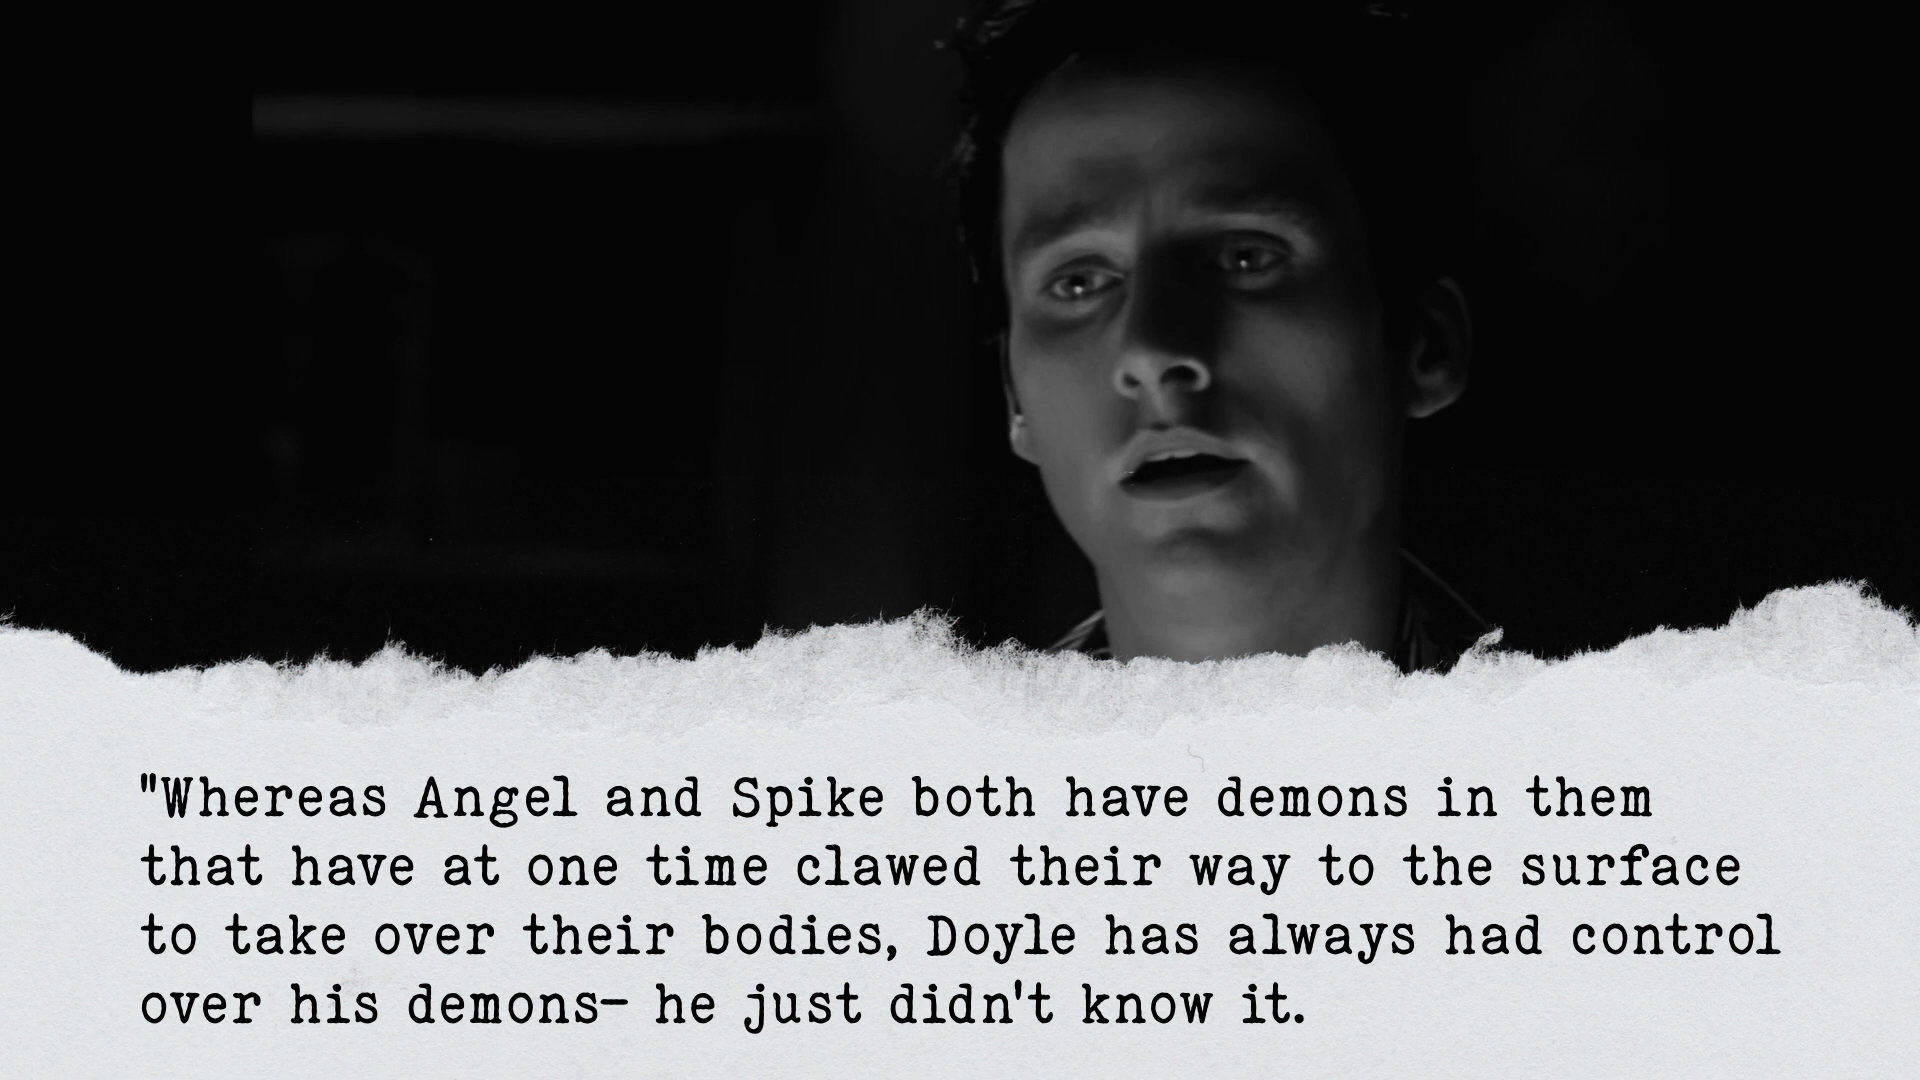 "Whereas Angel and Spike both have demons in them
that have at one time clawed their way to the surface
to take over their bodies, Doyle has always had control
over his demons- he just didn't know it.